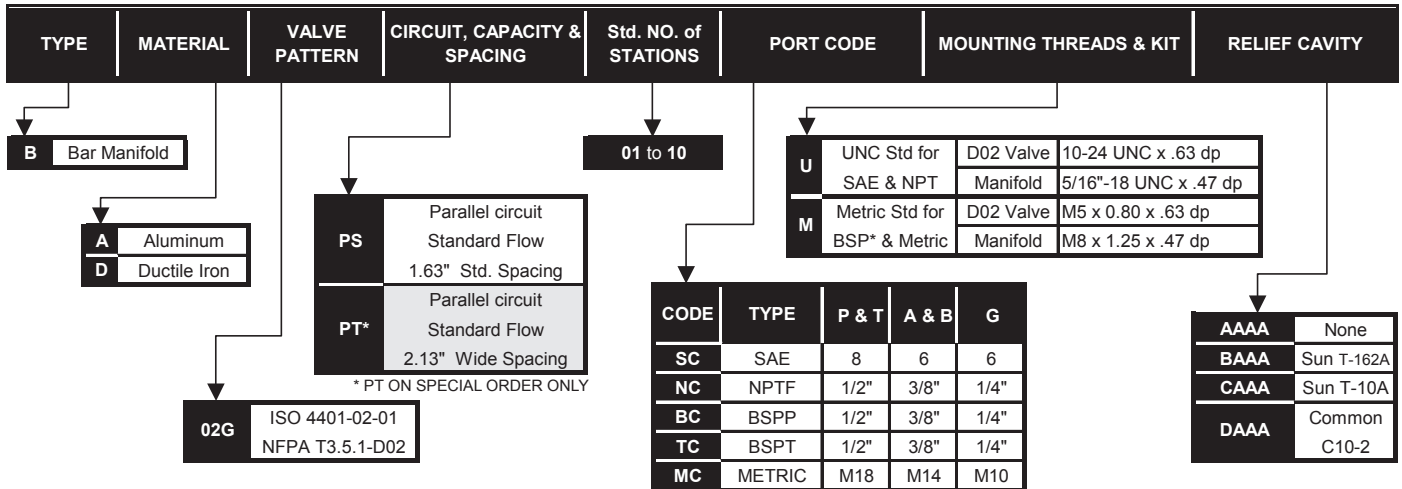 TYPE
MATERIAL
VALVE
PATTERN
CIRCUIT, CAPACITY &
SPACING
Std. NO. of
STATIONS
PORT CODE
MOUNTING THREADS & KIT
RELIEF CAVITY
B Bar Manifold
A Aluminum
D Ductile Iron
02G
ISO 4401-02-01
NFPA T3.5.1-D02
PS
Parallel circuit
Standard Flow
1.63" Std. Spacing
PT*
Parallel circuit
Standard Flow
2.13" Wide Spacing
* PT ON SPECIAL ORDER ONLY
01 to 10
CODE TYPE P & T A & B G
SC SAE 8 6 6
NC NPTF 1/2" 3/8" 1/4"
BC BSPP 1/2" 3/8" 1/4"
TC BSPT 1/2" 3/8" 1/4"
MC METRIC M18 M14 M10
U
UNC Std for D02 Valve 10-24 UNC x .63 dp
SAE & NPT Manifold 5/16"-18 UNC x .47 dp
M
Metric Std for D02 Valve M5 x 0.80 x .63 dp
BSP* & Metric Manifold M8 x 1.25 x .47 dp
AAAA None
BAAA Sun T-162A
CAAA Sun T-10A
DAAA
Common
C10-2